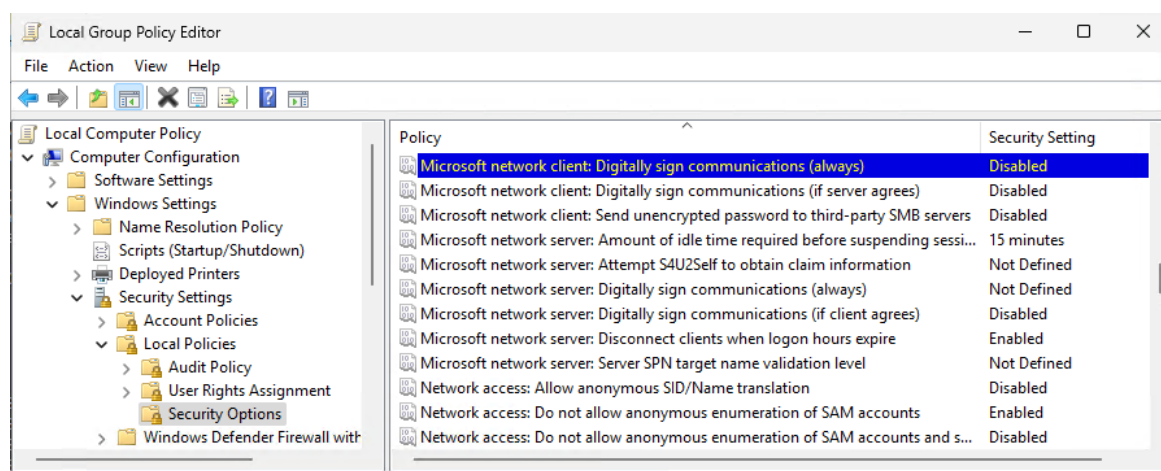 Local Group Policy Editor
File Action View Help
Local Computer Policy
Computer Configuration
Software Settings
Windows Settings
Name Resolution Policy
Scripts (Startup/Shutdown)
Deployed Printers
Security Settings
Account Policies
Local Policies
Audit Policy
User Rights Assignment
Security Options
Windows Defender Firewall with
Policy Security Setting
Microsoft network client: Digitally sign communications (always) Disabled
Microsoft network client: Digitally sign communications (if server agrees) Disabled
Microsoft network client: Send unencrypted password to third-party SMB servers Disabled
Microsoft network server: Amount of idle time required before suspending sessi... 15 minutes
Microsoft network server: Attempt S4U2Self to obtain claim information Not Defined
Microsoft network server: Digitally sign communications (always) Not Defined
Microsoft network server: Digitally sign communications (if client agrees) Disabled
Microsoft network server: Disconnect clients when logon hours expire Enabled
Microsoft network server: Server SPN target name validation level Not Defined
Network access: Allow anonymous SID/Name translation Disabled
Network access: Do not allow anonymous enumeration of SAM accounts Enabled
Network access: Do not allow anonymous enumeration of SAM accounts and s... Disabled